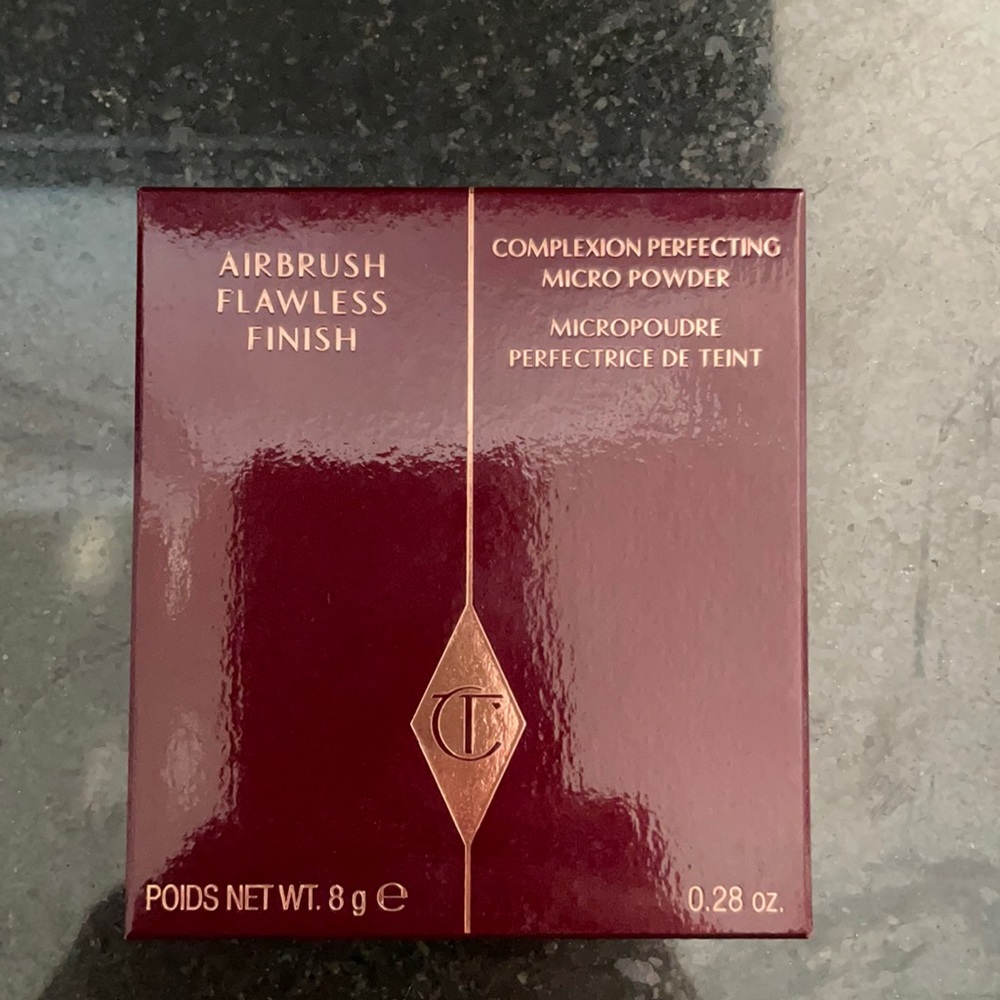 AIRBRUSH
FLAWLESS
FINISH
COMPLEXION PERFECTING
MICRO POWDER
MICROPOUDRE
PERFECTRICE DE TEINT
CT
POIDS NET WT. 8 g ℮
0.28 oz.